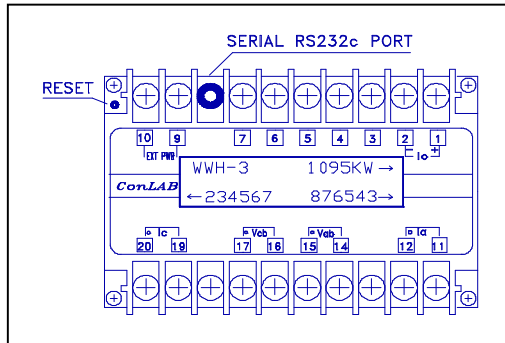 SERIAL RS232c PORT
RESET
10 9 7 6 5 4 3 2 1
EXT PWR Io +
WWH-3 1095KW →
ConLAB
←234567 876543→
Ic Vcb Vab Ia
20 19 17 16 15 14 12 11